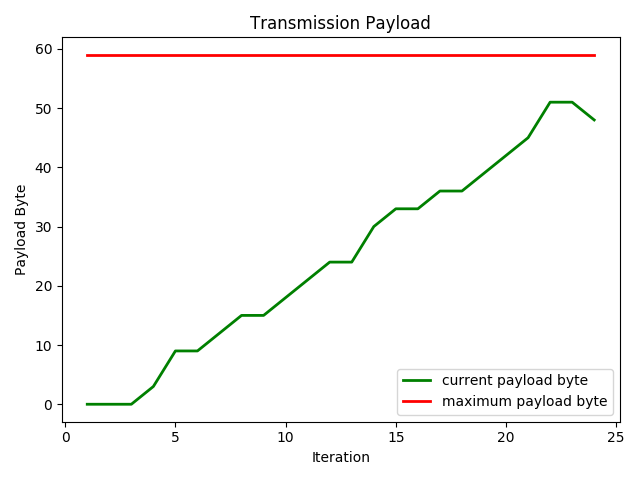 Transmission Payload
60
50
40
30
20
10
0
Payload Byte
current payload byte
maximum payload byte
0 5 10 15 20 25
Iteration